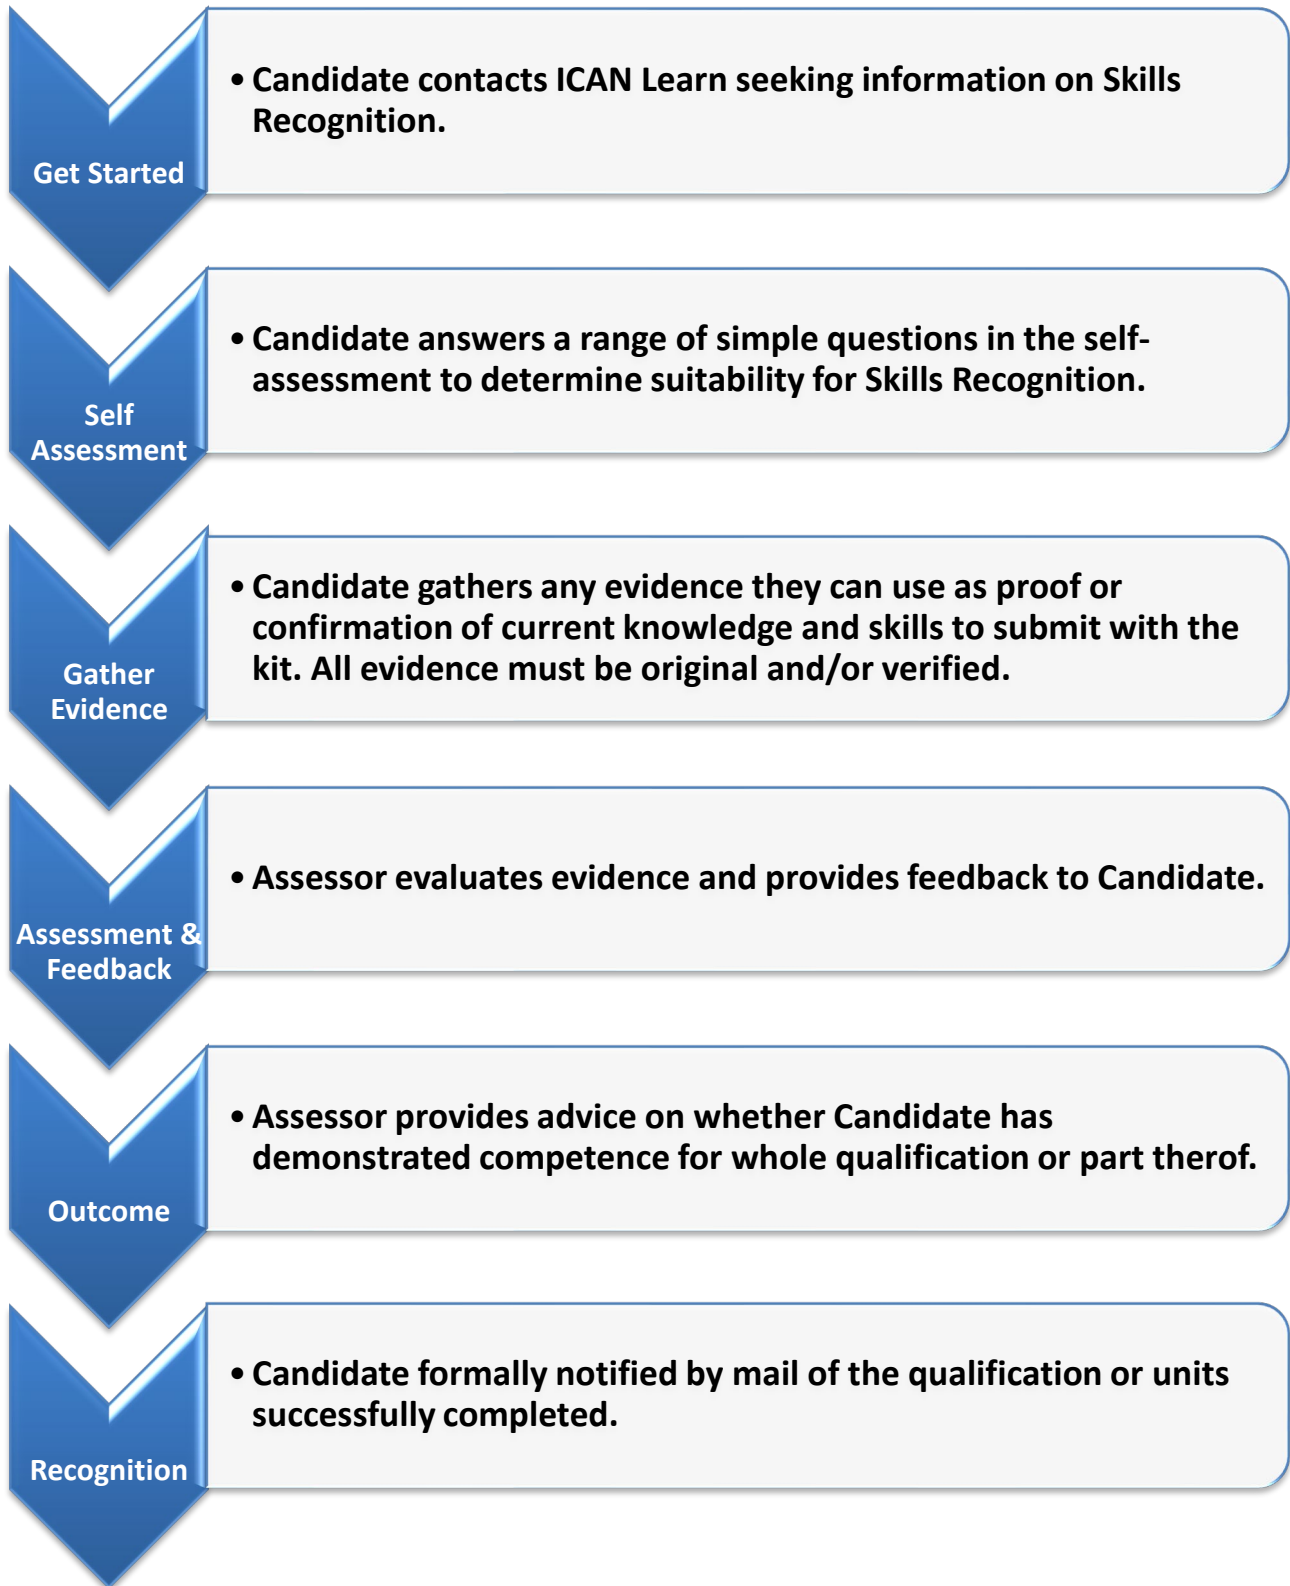 Get Started
• Candidate contacts ICAN Learn seeking information on Skills
Recognition.
Self
Assessment
• Candidate answers a range of simple questions in the self-
assessment to determine suitability for Skills Recognition.
Gather
Evidence
• Candidate gathers any evidence they can use as proof or
confirmation of current knowledge and skills to submit with the
kit. All evidence must be original and/or verified.
Assessment &
Feedback
• Assessor evaluates evidence and provides feedback to Candidate.
Outcome
• Assessor provides advice on whether Candidate has
demonstrated competence for whole qualification or part therof.
Recognition
• Candidate formally notified by mail of the qualification or units
successfully completed.